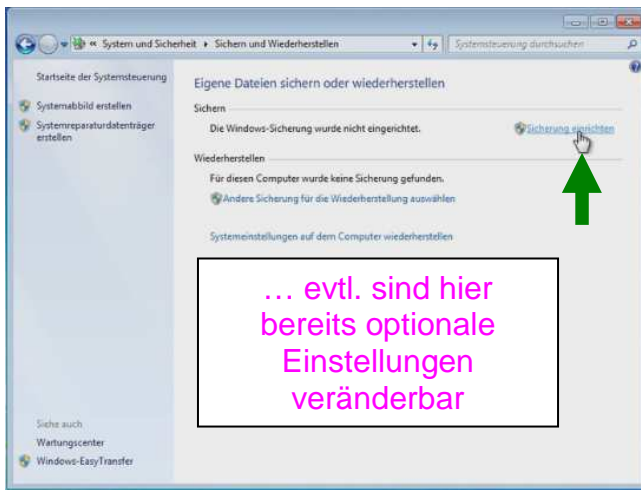 « System und Sicherheit ▸ Sichern und Wiederherstellen
Systemsteuerung durchsuchen
Startseite der Systemsteuerung
Systemabbild erstellen
Systemreparaturdatenträger
erstellen
Eigene Dateien sichern oder wiederherstellen
Sichern
Die Windows-Sicherung wurde nicht eingerichtet.
Sicherung einrichten
Wiederherstellen
Für diesen Computer wurde keine Sicherung gefunden.
Andere Sicherung für die Wiederherstellung auswählen
Systemeinstellungen auf dem Computer wiederherstellen
… evtl. sind hier
bereits optionale
Einstellungen
veränderbar
Siehe auch
Wartungscenter
Windows-EasyTransfer